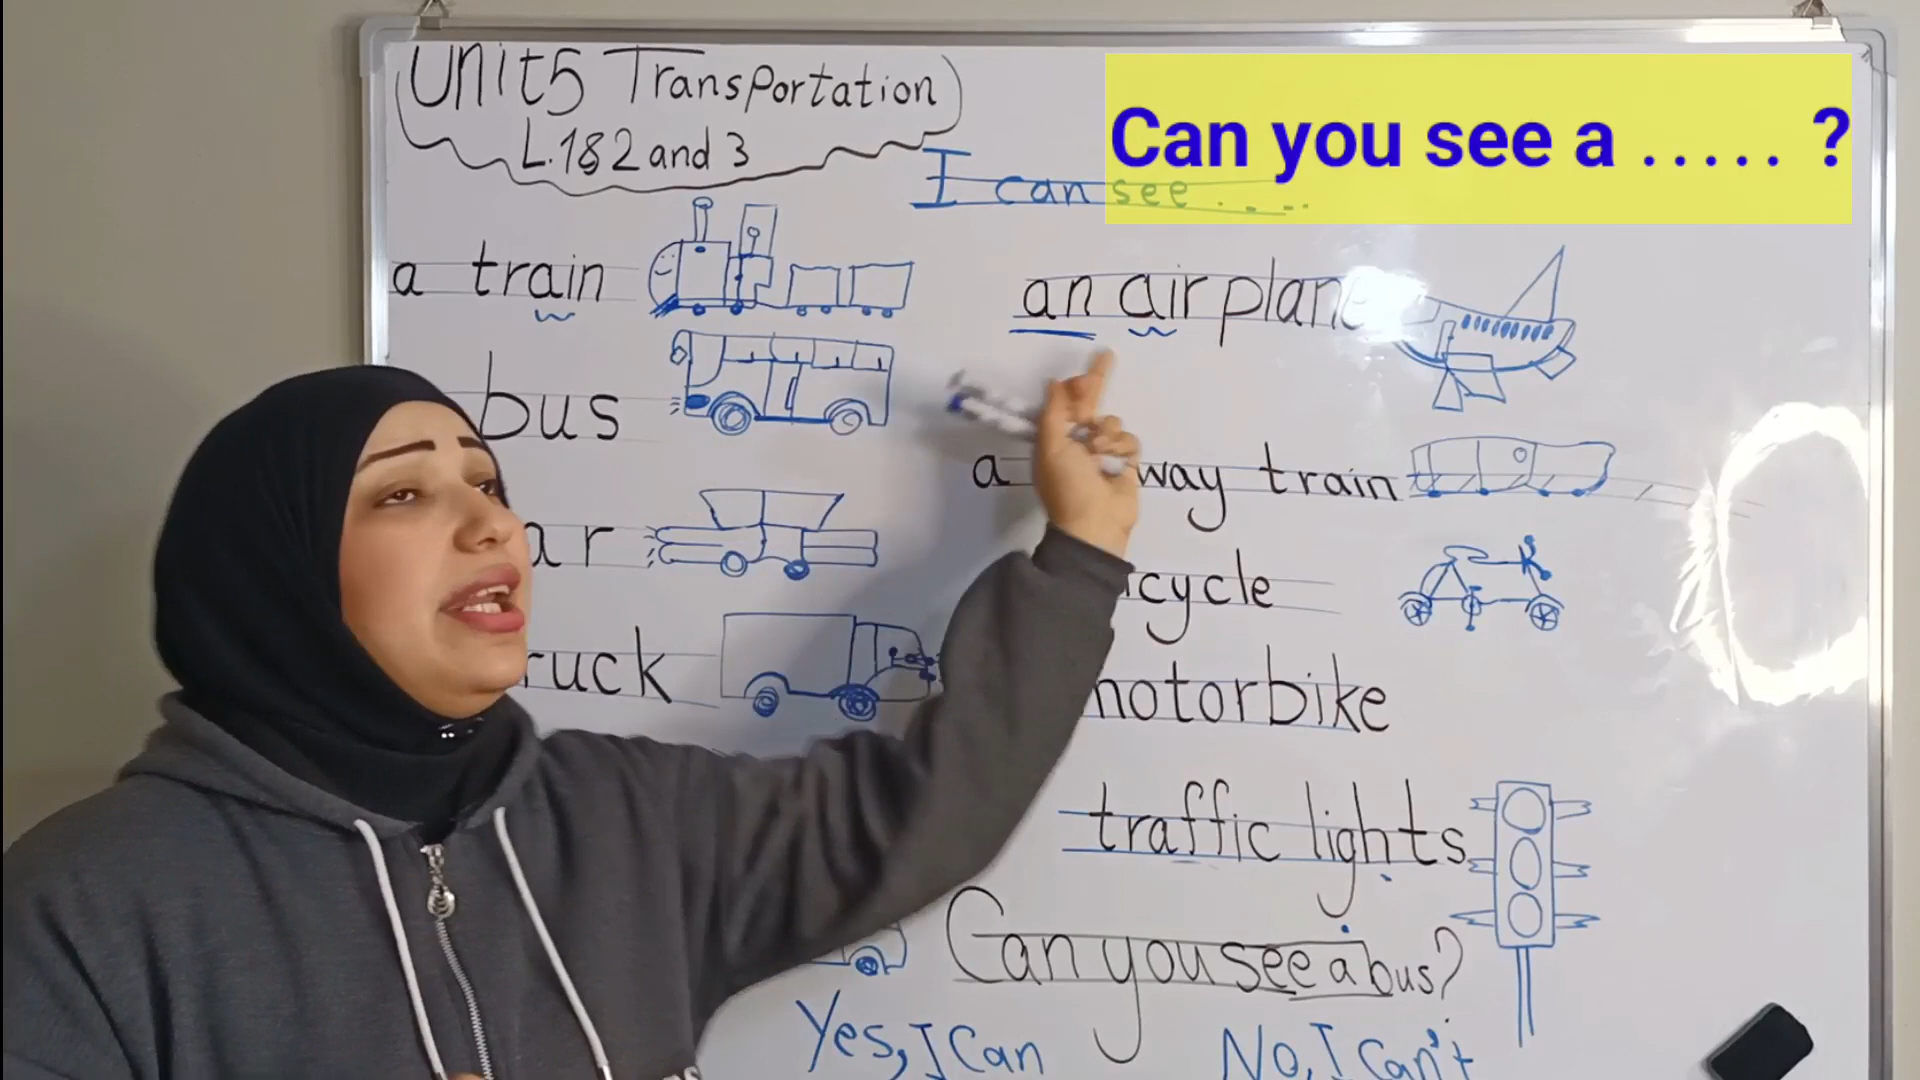 Unit5 Transportation
L.1&2 and 3
Can you see a ..... ?
I can see ....
a train
an airplane
bus
a way train
ar
icycle
ruck
motorbike
traffic lights
Can you see a bus?
Yes, I Can
No, I Can't